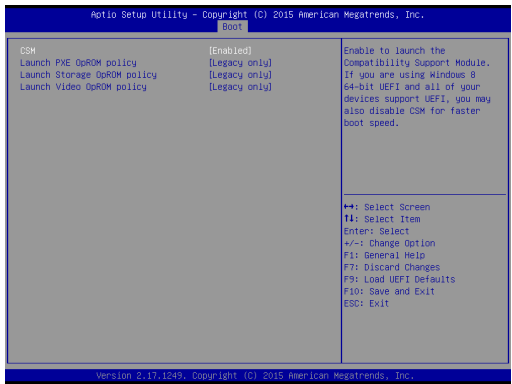 Aptio Setup Utility – Copyright (C) 2015 American Megatrends, Inc.
Boot
CSM [Enabled]
Launch PXE OpROM policy [Legacy only]
Launch Storage OpROM policy [Legacy only]
Launch Video OpROM policy [Legacy only]
Enable to launch the
Compatibility Support Module.
If you are using Windows 8
64-bit UEFI and all of your
devices support UEFI, you may
also disable CSM for faster
boot speed.
↔: Select Screen
↑↓: Select Item
Enter: Select
+/-: Change Option
F1: General Help
F7: Discard Changes
F9: Load UEFI Defaults
F10: Save and Exit
ESC: Exit
Version 2.17.1249. Copyright (C) 2015 American Megatrends, Inc.